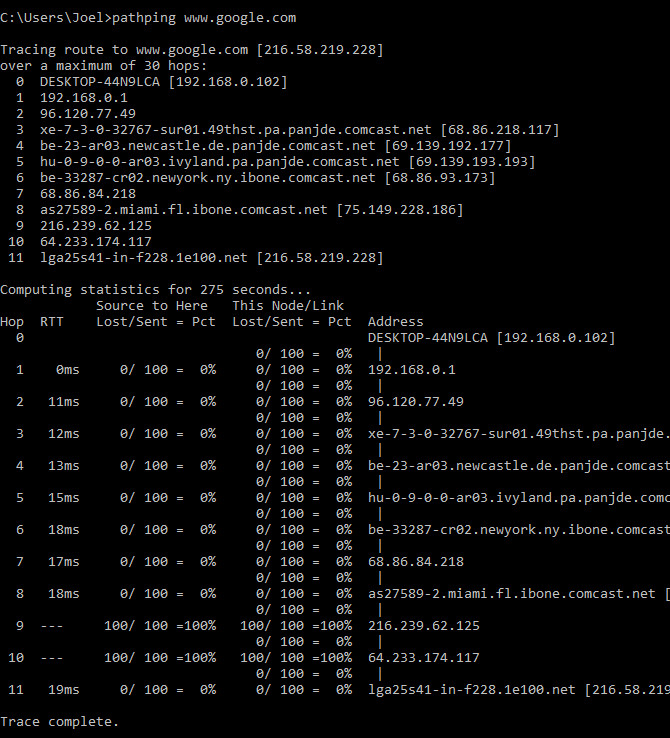 C:\Users\Joel>pathping www.google.com
Tracing route to www.google.com [216.58.219.228]
over a maximum of 30 hops:
  0  DESKTOP-44N9LCA [192.168.0.102]
  1  192.168.0.1
  2  96.120.77.49
  3  xe-7-3-0-32767-sur01.49thst.pa.panjde.comcast.net [68.86.218.117]
  4  be-23-ar03.newcastle.de.panjde.comcast.net [69.139.192.177]
  5  hu-0-9-0-0-ar03.ivyland.pa.panjde.comcast.net [69.139.193.193]
  6  be-33287-cr02.newyork.ny.ibone.comcast.net [68.86.93.173]
  7  68.86.84.218
  8  as27589-2.miami.fl.ibone.comcast.net [75.149.228.186]
  9  216.239.62.125
 10  64.233.174.117
 11  lga25s41-in-f228.1e100.net [216.58.219.228]
Computing statistics for 275 seconds...
            Source to Here   This Node/Link
Hop  RTT    Lost/Sent = Pct  Lost/Sent = Pct  Address
  0                                           DESKTOP-44N9LCA [192.168.0.102]
                                0/ 100 =  0%   |
  1    0ms     0/ 100 =  0%     0/ 100 =  0%  192.168.0.1
                                0/ 100 =  0%   |
  2   11ms     0/ 100 =  0%     0/ 100 =  0%  96.120.77.49
                                0/ 100 =  0%   |
  3   12ms     0/ 100 =  0%     0/ 100 =  0%  xe-7-3-0-32767-sur01.49thst.pa.panjde.
                                0/ 100 =  0%   |
  4   13ms     0/ 100 =  0%     0/ 100 =  0%  be-23-ar03.newcastle.de.panjde.comcast
                                0/ 100 =  0%   |
  5   15ms     0/ 100 =  0%     0/ 100 =  0%  hu-0-9-0-0-ar03.ivyland.pa.panjde.comc
                                0/ 100 =  0%   |
  6   18ms     0/ 100 =  0%     0/ 100 =  0%  be-33287-cr02.newyork.ny.ibone.comcast
                                0/ 100 =  0%   |
  7   17ms     0/ 100 =  0%     0/ 100 =  0%  68.86.84.218
                                0/ 100 =  0%   |
  8   18ms     0/ 100 =  0%     0/ 100 =  0%  as27589-2.miami.fl.ibone.comcast.net [
                                0/ 100 =  0%   |
  9  ---     100/ 100 =100%   100/ 100 =100%  216.239.62.125
                                0/ 100 =  0%   |
 10  ---     100/ 100 =100%   100/ 100 =100%  64.233.174.117
                                0/ 100 =  0%   |
 11   19ms     0/ 100 =  0%     0/ 100 =  0%  lga25s41-in-f228.1e100.net [216.58.219
Trace complete.